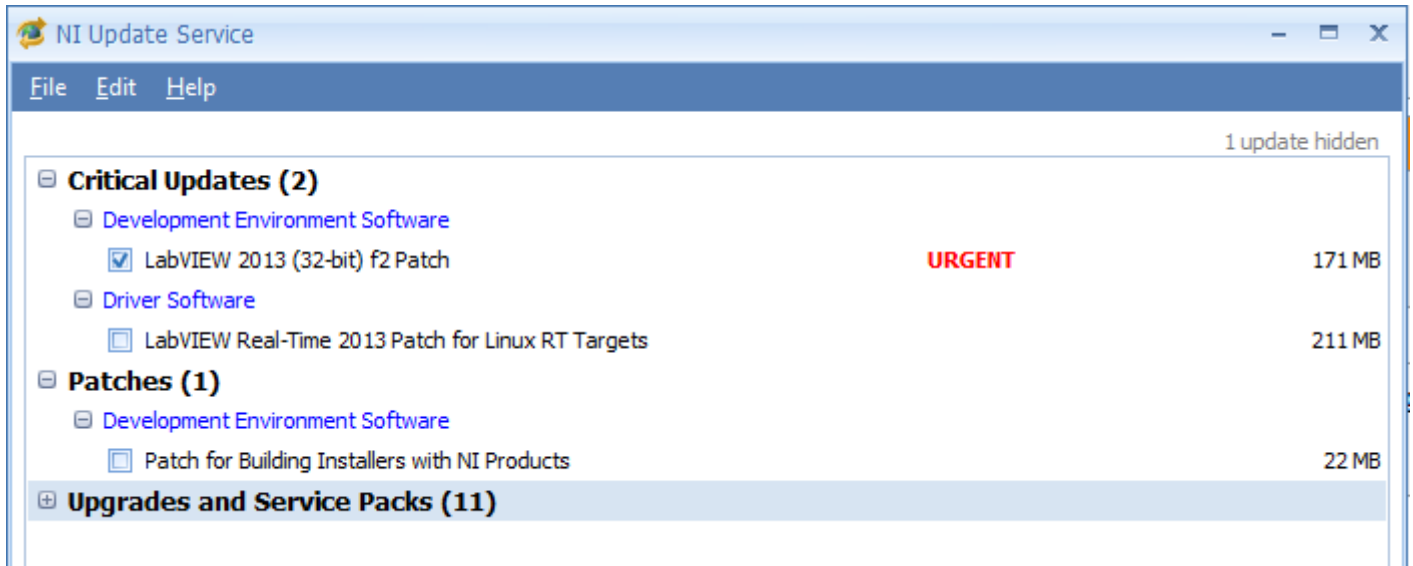 NI Update Service
File Edit Help
1 update hidden
Critical Updates (2)
Development Environment Software
LabVIEW 2013 (32-bit) f2 Patch URGENT 171 MB
Driver Software
LabVIEW Real-Time 2013 Patch for Linux RT Targets 211 MB
Patches (1)
Development Environment Software
Patch for Building Installers with NI Products 22 MB
Upgrades and Service Packs (11)